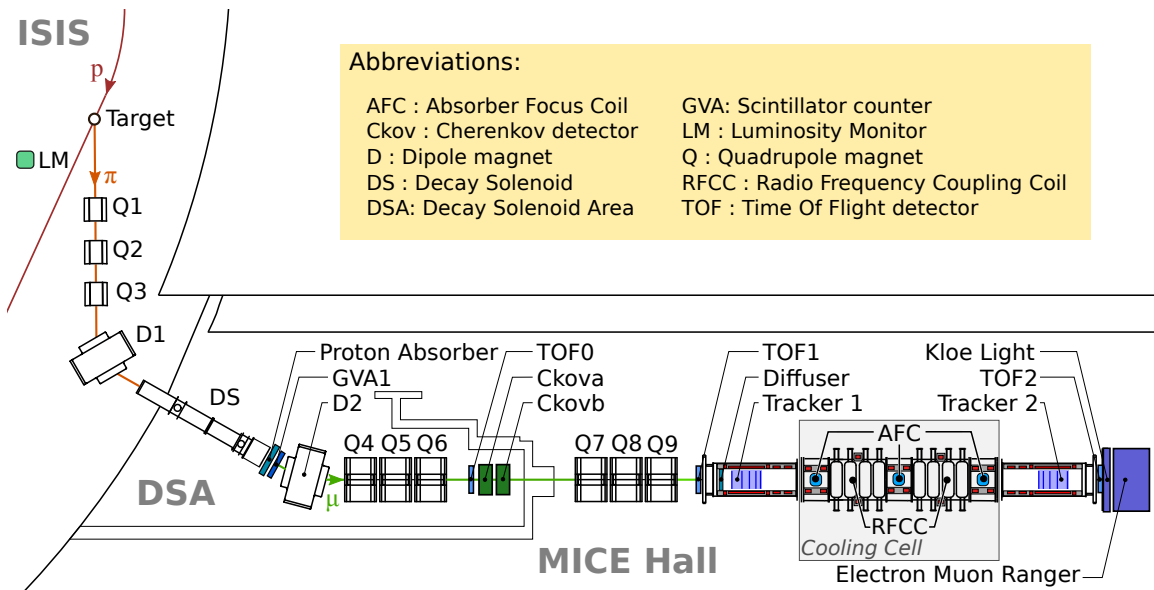 ISIS
p
Target
LM
π
Q1
Q2
Q3
D1
DS
DSA
Abbreviations:
AFC : Absorber Focus Coil
Ckov : Cherenkov detector
D : Dipole magnet
DS : Decay Solenoid
DSA: Decay Solenoid Area
GVA: Scintillator counter
LM : Luminosity Monitor
Q : Quadrupole magnet
RFCC : Radio Frequency Coupling Coil
TOF : Time Of Flight detector
Proton Absorber
GVA1
D2
TOF0
Ckova
Ckovb
TOF1
Diffuser
Tracker 1
Kloe Light
TOF2
Tracker 2
Q4 Q5 Q6
Q7 Q8 Q9
AFC
μ
RFCC
Cooling Cell
MICE Hall
Electron Muon Ranger